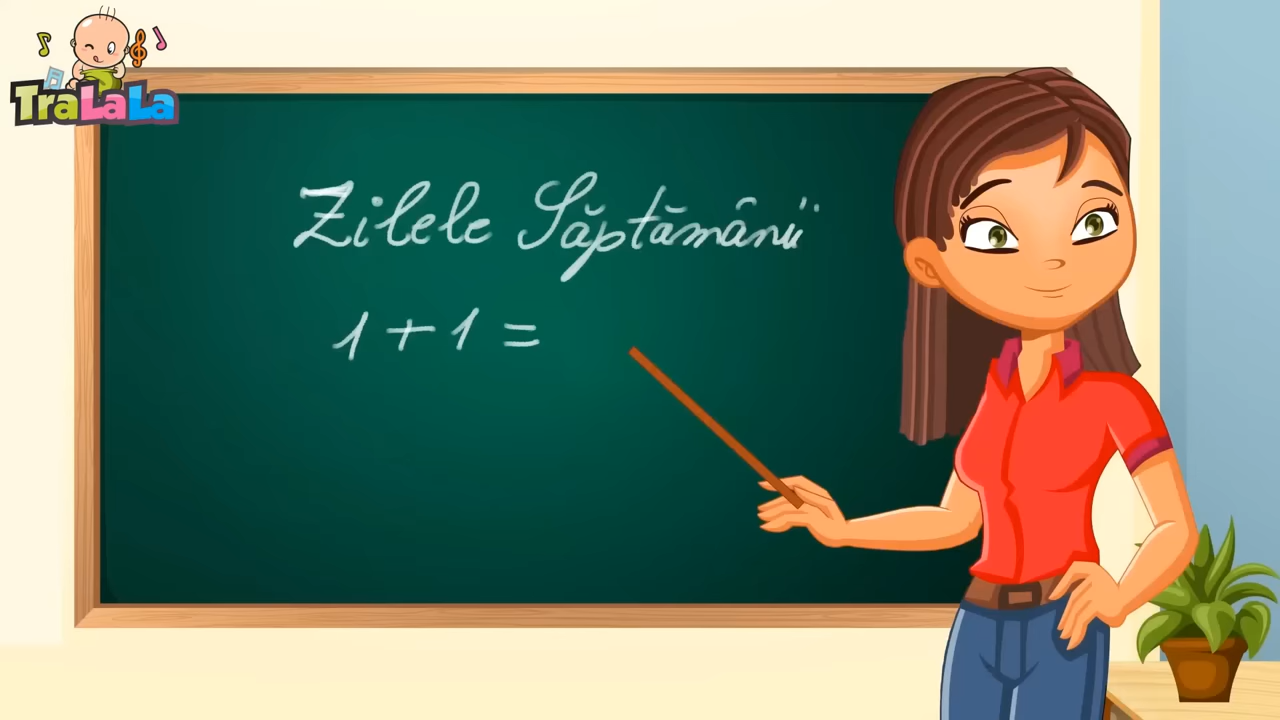 TraLaLa
Zilele Săptămânii
1 + 1 =